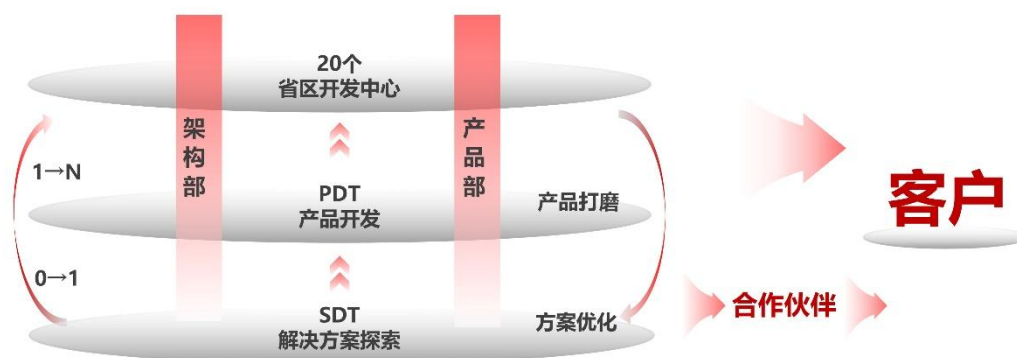 20个
省区开发中心
架构部
产品部
1→N
PDT
产品开发
产品打磨
客户
0→1
SDT
解决方案探索
方案优化
合作伙伴